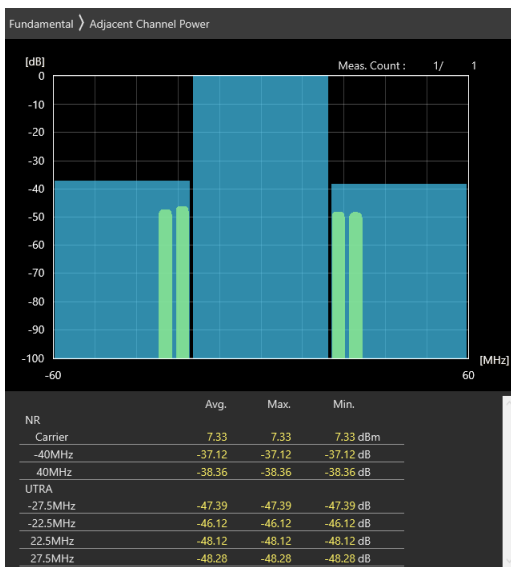 Fundamental 〉 Adjacent Channel Power
[dB]
Meas. Count : 1/ 1
0
-10
-20
-30
-40
-50
-60
-70
-80
-90
-100
[MHz]
-60 60
Avg. Max. Min.
NR
Carrier 7.33 7.33 7.33 dBm
-40MHz -37.12 -37.12 -37.12 dB
40MHz -38.36 -38.36 -38.36 dB
UTRA
-27.5MHz -47.39 -47.39 -47.39 dB
-22.5MHz -46.12 -46.12 -46.12 dB
22.5MHz -48.12 -48.12 -48.12 dB
27.5MHz -48.28 -48.28 -48.28 dB